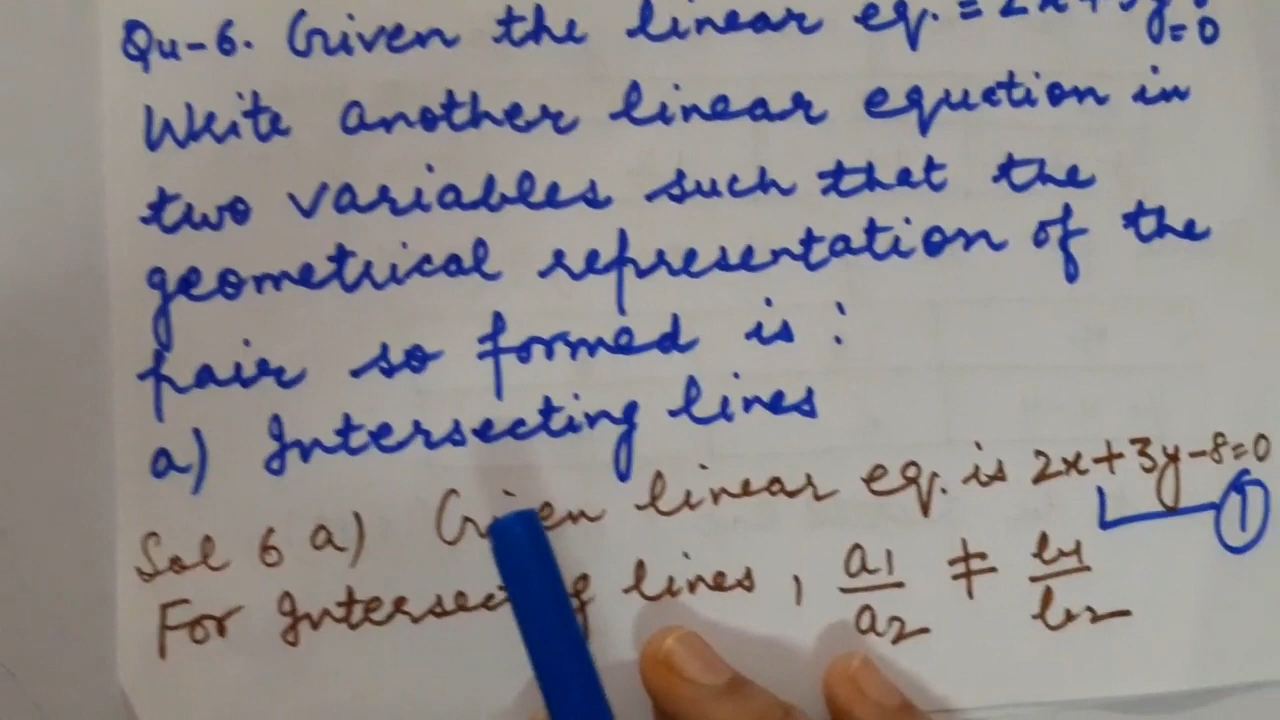 Qu-6. Given the linear eq. = 2x+3y
=0
Write another linear equation in
two variables such that the
geometrical representation of the
pair so formed is :
a) Intersecting lines
Sol 6 a) Given linear eq. is 2x+3y-8=0
1
For Intersecting lines, a1/a2 ≠ b1/b2